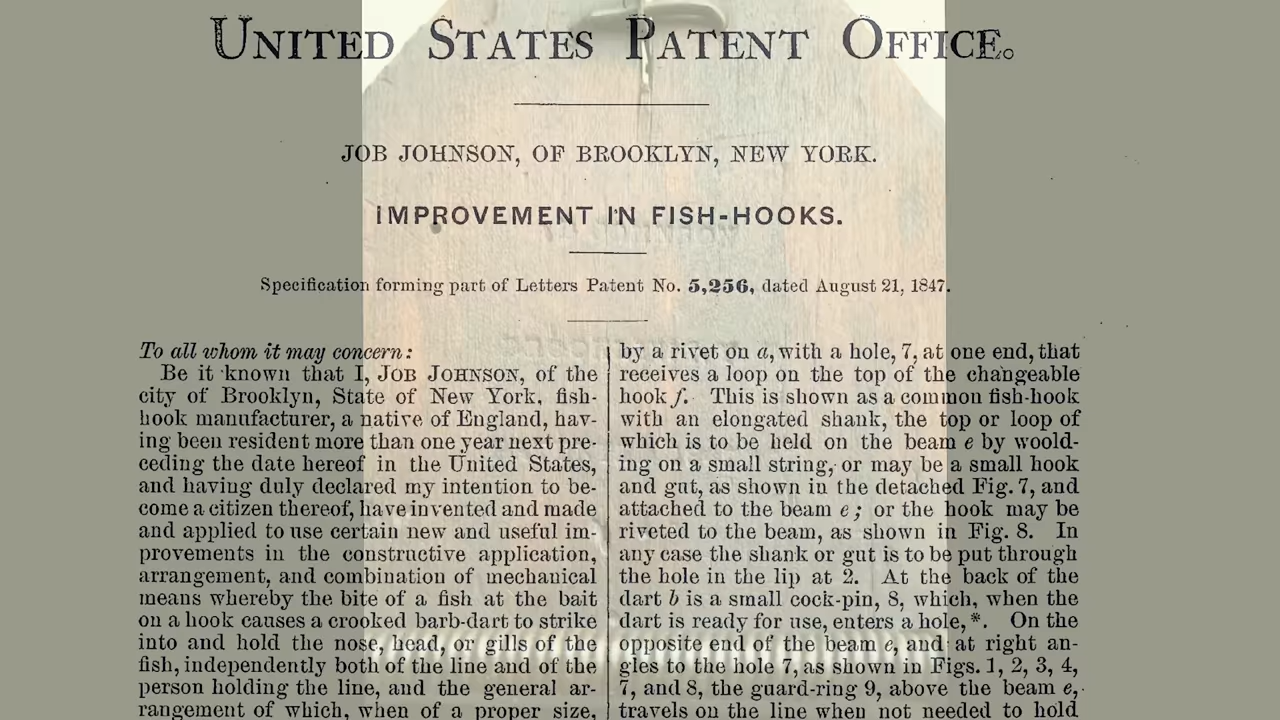 UNITED STATES PATENT OFFICE.
JOB JOHNSON, OF BROOKLYN, NEW YORK.
IMPROVEMENT IN FISH-HOOKS.
Specification forming part of Letters Patent No. 5,256, dated August 21, 1847.
To all whom it may concern:
Be it known that I, JOB JOHNSON, of the
city of Brooklyn, State of New York, fish-
hook manufacturer, a native of England, hav-
ing been resident more than one year next pre-
ceding the date hereof in the United States,
and having duly declared my intention to be-
come a citizen thereof, have invented and made
and applied to use certain new and useful im-
provements in the constructive application,
arrangement, and combination of mechanical
means whereby the bite of a fish at the bait
on a hook causes a crooked barb-dart to strike
into and hold the nose, head, or gills of the
fish, independently both of the line and of the
person holding the line, and the general ar-
rangement of which, when of a proper size,
by a rivet on a, with a hole, 7, at one end, that
receives a loop on the top of the changeable
hook f. This is shown as a common fish-hook
with an elongated shank, the top or loop of
which is to be held on the beam e by woold-
ing on a small string, or may be a small hook
and gut, as shown in the detached Fig. 7, and
attached to the beam e; or the hook may be
riveted to the beam, as shown in Fig. 8. In
any case the shank or gut is to be put through
the hole in the lip at 2. At the back of the
dart b is a small cock-pin, 8, which, when the
dart is ready for use, enters a hole, *. On the
opposite end of the beam e, and at right an-
gles to the hole 7, as shown in Figs. 1, 2, 3, 4,
7, and 8, the guard-ring 9, above the beam e,
travels on the line when not needed to hold